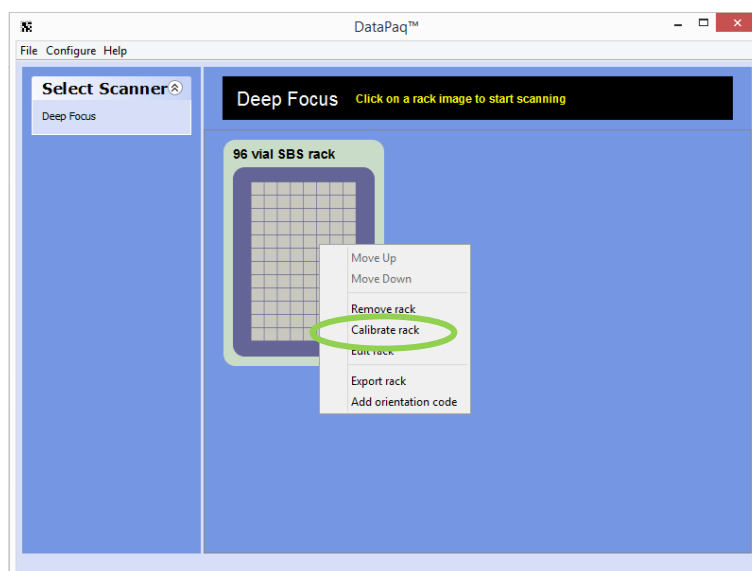 DataPaq™
File Configure Help
Select Scanner
Deep Focus
Deep Focus Click on a rack image to start scanning
96 vial SBS rack
Move Up
Move Down
Remove rack
Calibrate rack
Edit rack
Export rack
Add orientation code